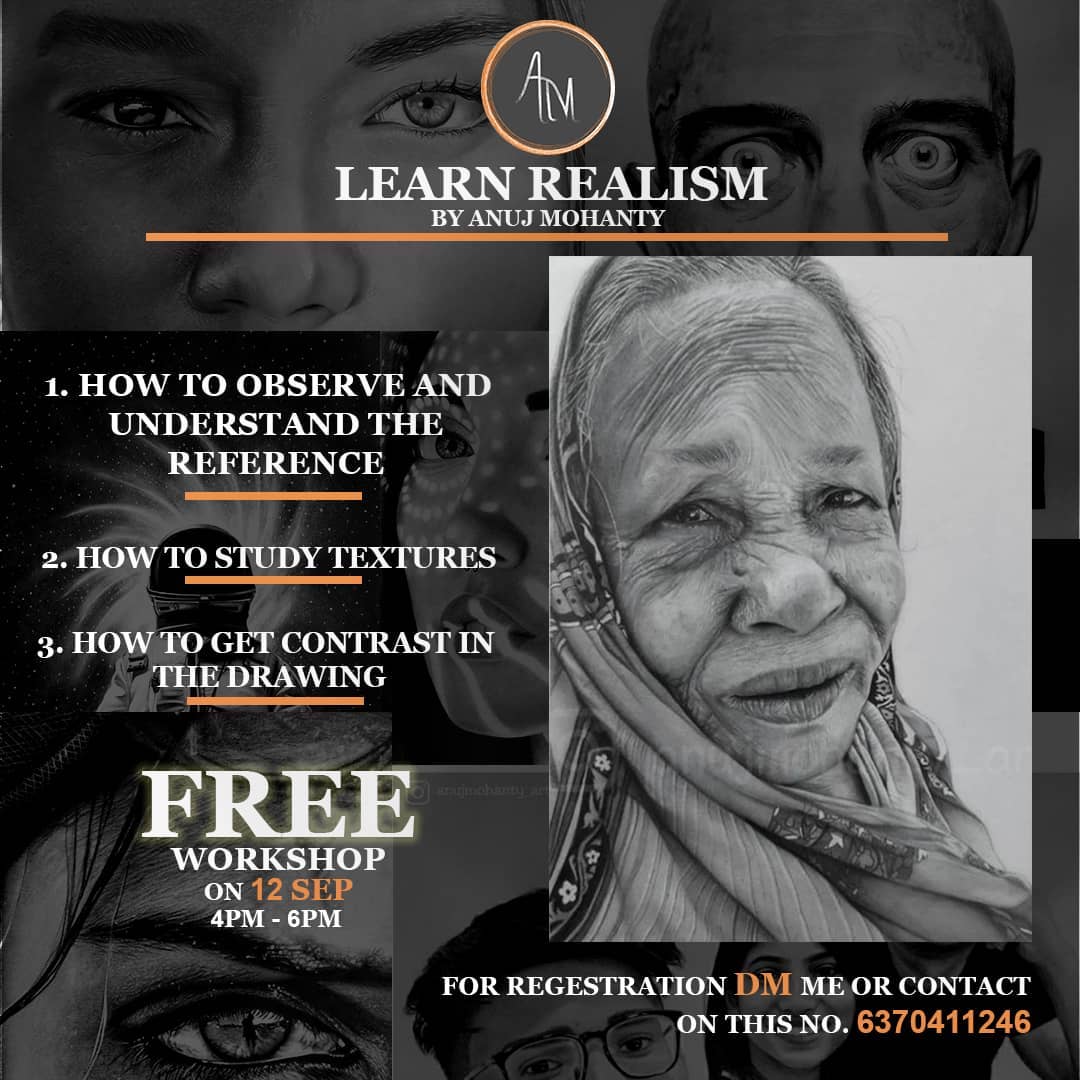 AM
LEARN REALISM
BY ANUJ MOHANTY
1. HOW TO OBSERVE AND
UNDERSTAND THE
REFERENCE
2. HOW TO STUDY TEXTURES
3. HOW TO GET CONTRAST IN
THE DRAWING
FREE
anujmohanty_art
WORKSHOP
ON 12 SEP
4PM - 6PM
FOR REGESTRATION DM ME OR CONTACT
ON THIS NO. 6370411246